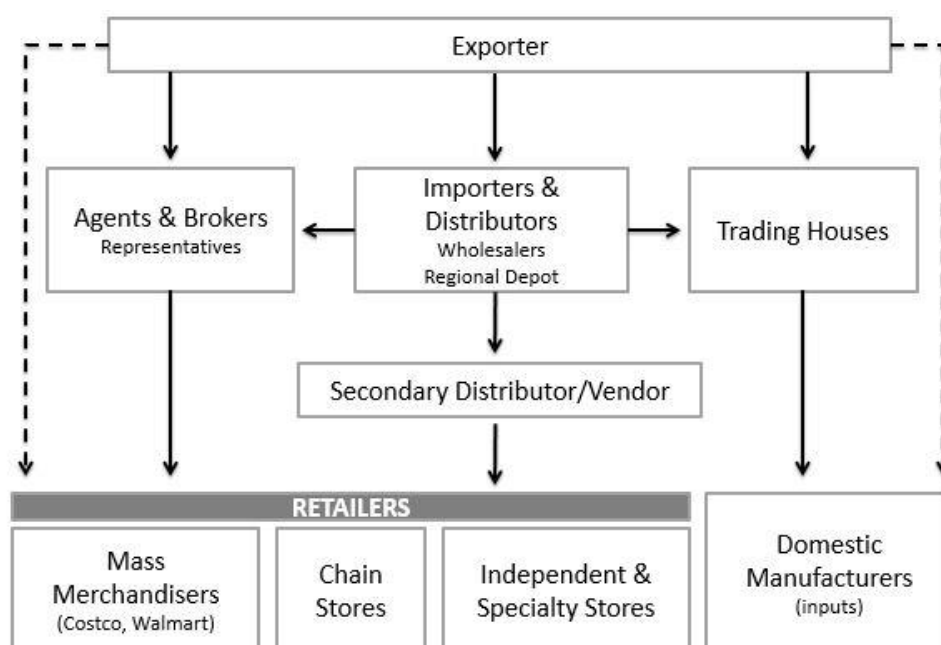 Exporter
Agents & Brokers
Representatives
Importers &
Distributors
Wholesalers
Regional Depot
Trading Houses
Secondary Distributor/Vendor
RETAILERS
Mass
Merchandisers
(Costco, Walmart)
Chain
Stores
Independent &
Specialty Stores
Domestic
Manufacturers
(inputs)